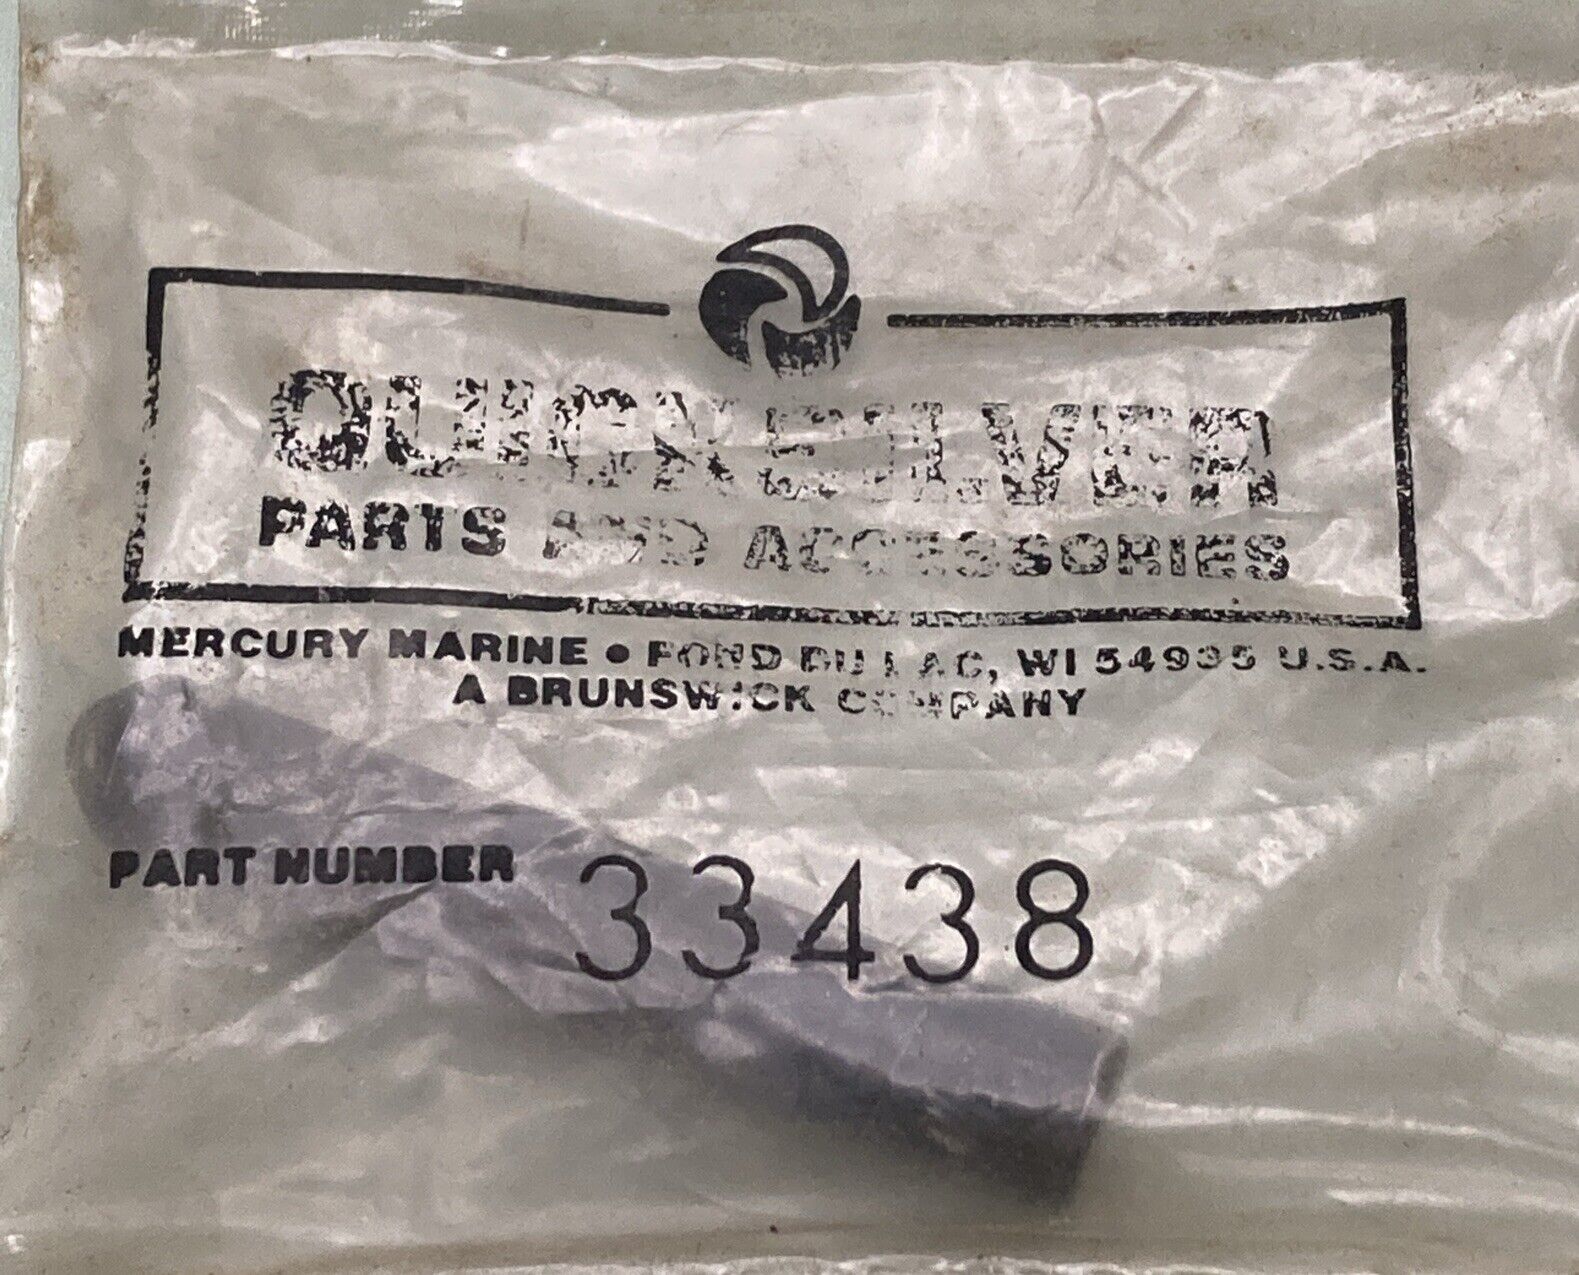 QUICKSILVER
PARTS AND ACCESSORIES
MERCURY MARINE • FOND DU LAC, WI 54935 U.S.A.
A BRUNSWICK COMPANY
PART NUMBER 33438